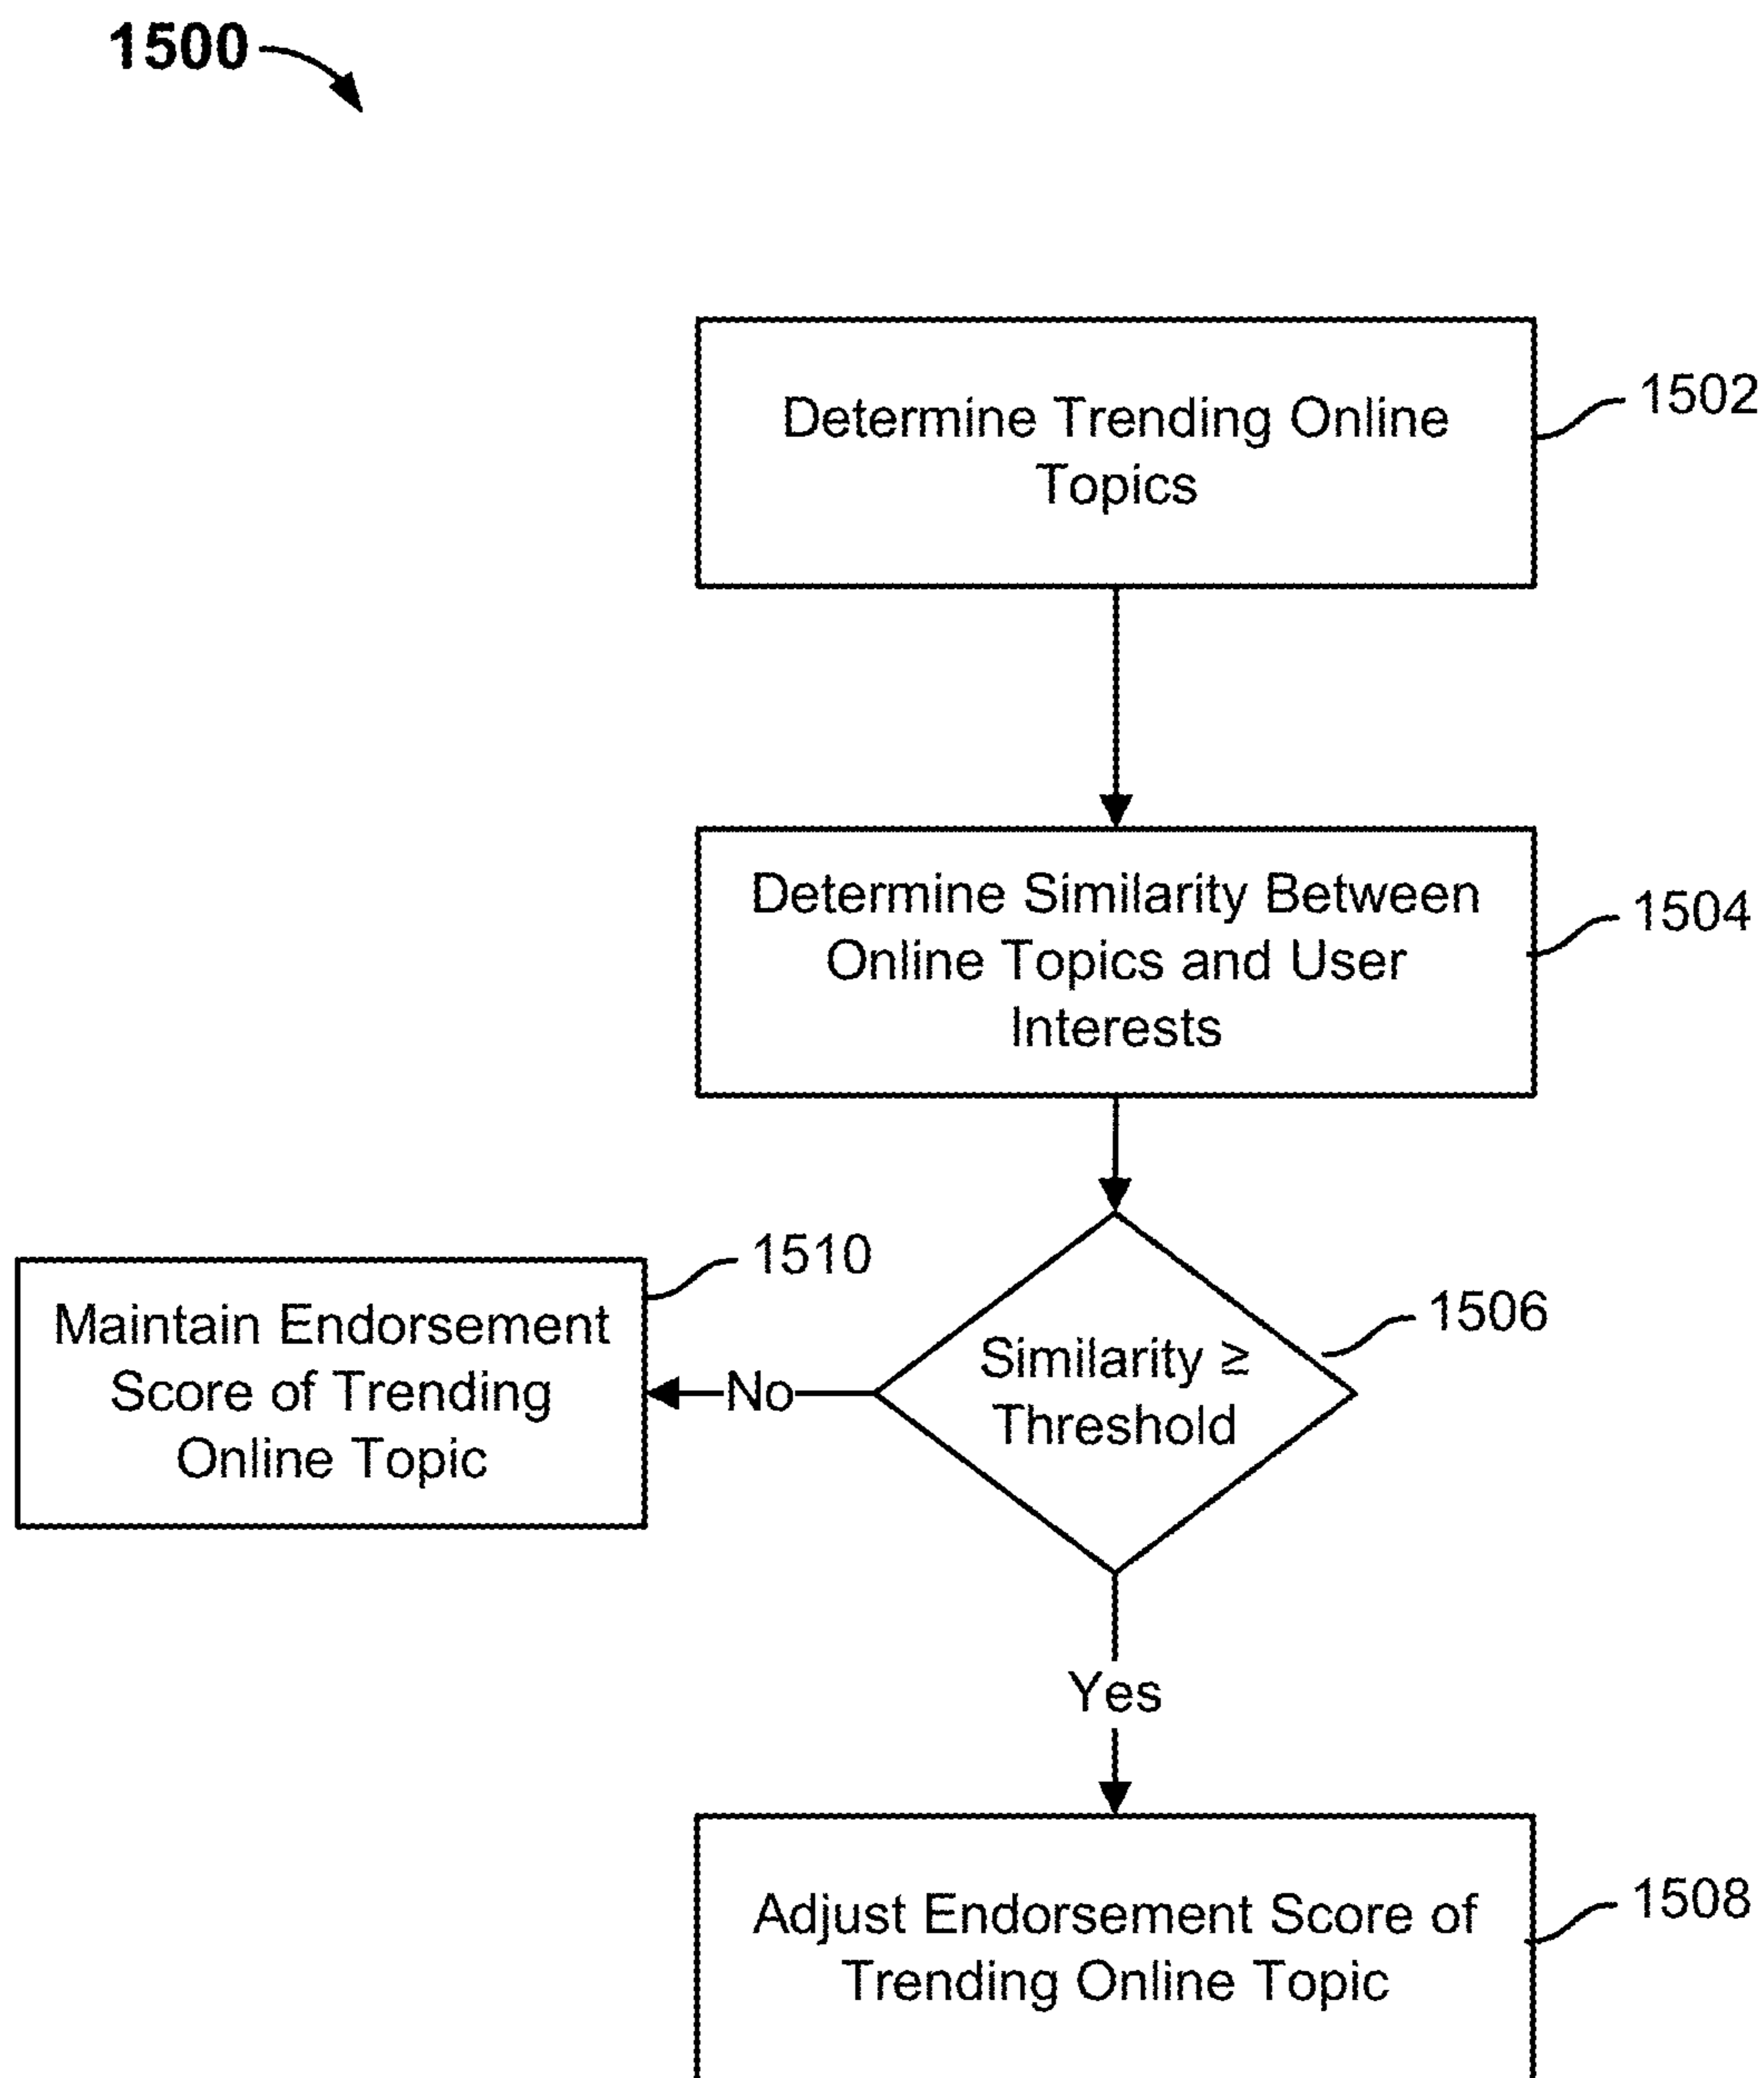 1500
Determine Trending Online
Topics
1502
Determine Similarity Between
Online Topics and User
Interests
1504
1510
Maintain Endorsement
Score of Trending
Online Topic
No
Similarity ≥
Threshold
1506
Yes
Adjust Endorsement Score of
Trending Online Topic
1508